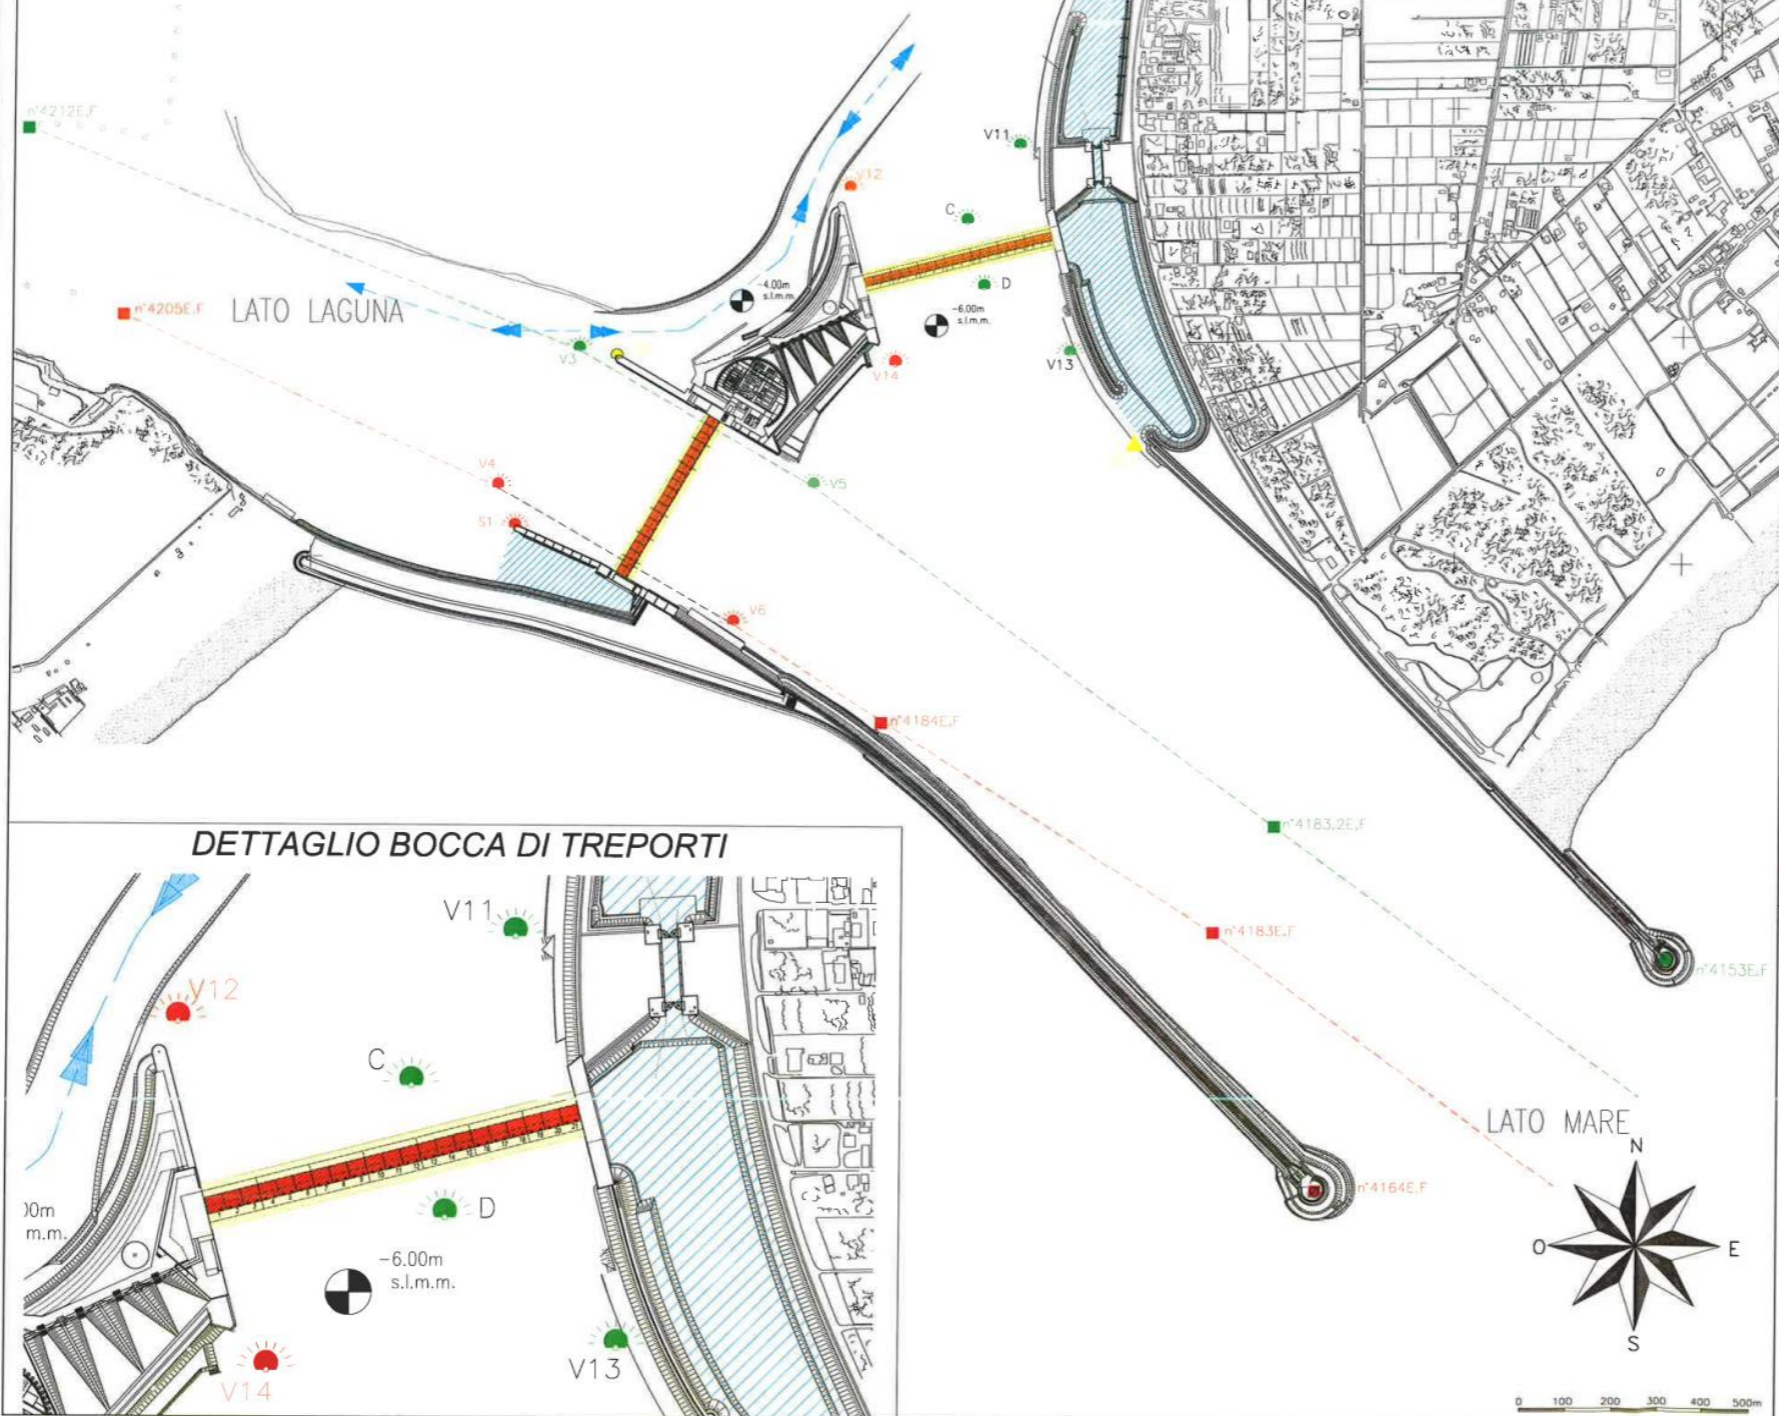 n°4212E,F
V11
V12
C
n°4205E,F
LATO LAGUNA
-4.00m
s.l.m.m.
D
-6.00m
s.l.m.m.
V3
V14
V13
V4
V5
S1
V6
n°4184E,F
n°4183,2E,F
n°4183E,F
n°4153E,F
LATO MARE
n°4164E,F
N
O
E
S
0 100 200 300 400 500m
DETTAGLIO BOCCA DI TREPORTI
V11
V12
C
D
00m
m.m.
-6.00m
s.l.m.m.
V13
V14